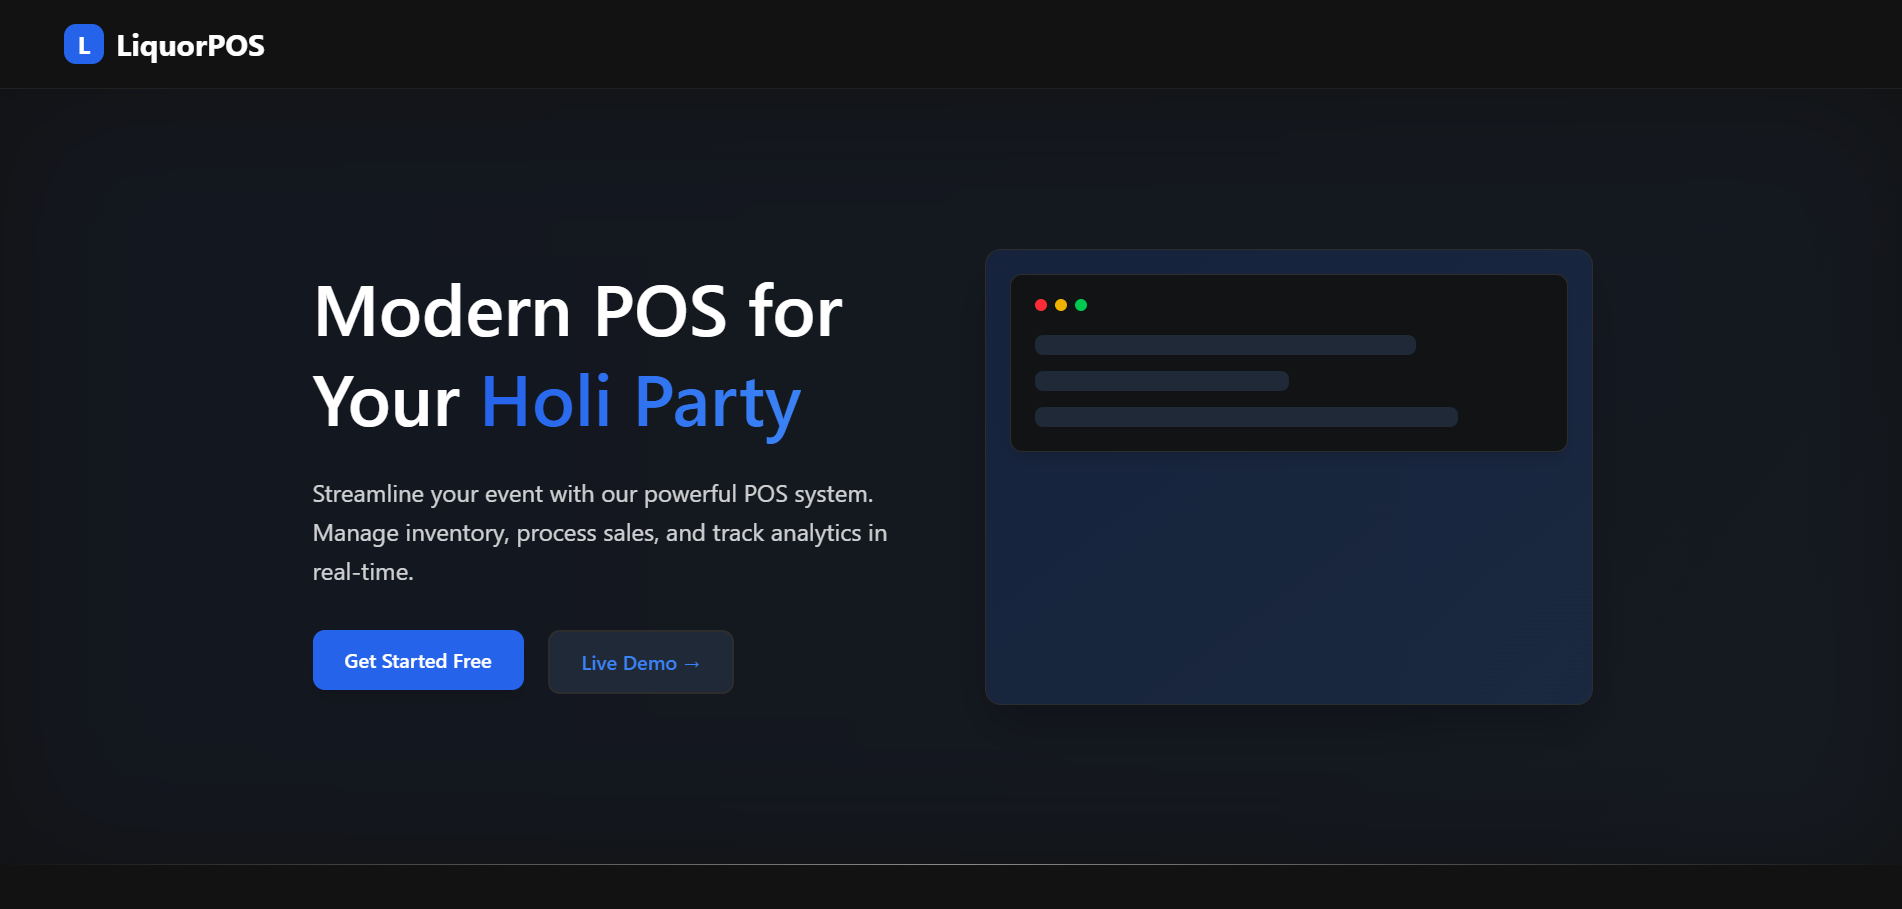 L LiquorPOS
Modern POS for
Your Holi Party
Streamline your event with our powerful POS system.
Manage inventory, process sales, and track analytics in
real-time.
Get Started Free
Live Demo →